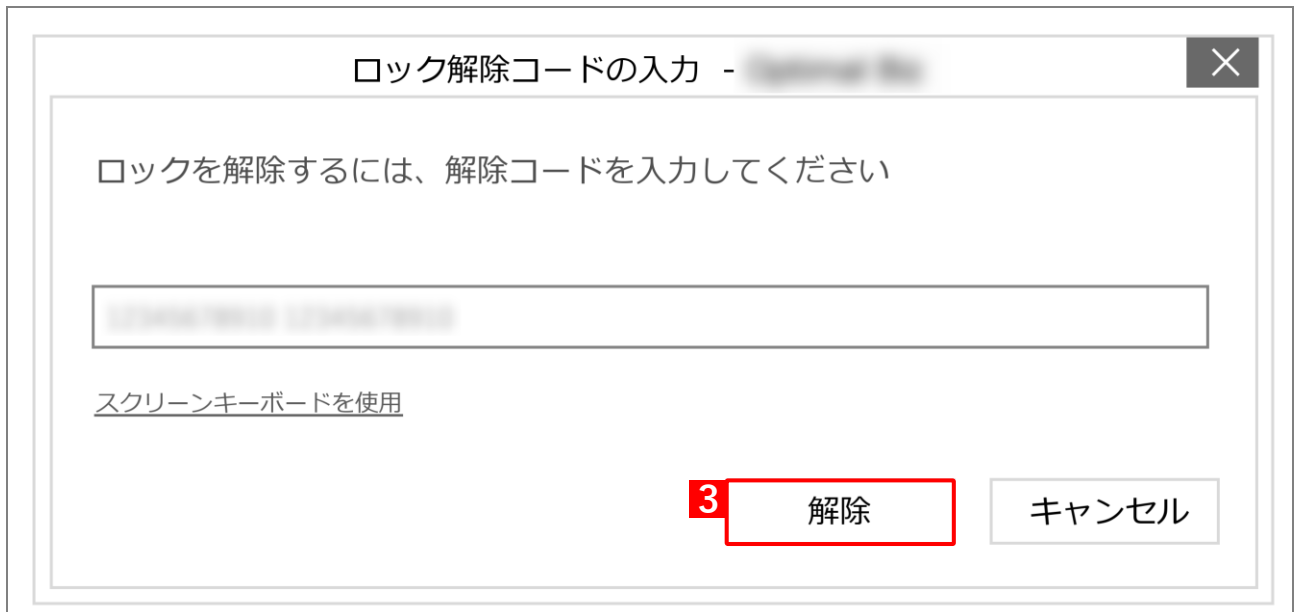 ロック解除コードの入力 -
ロックを解除するには、解除コードを入力してください
スクリーンキーボードを使用
3
解除
キャンセル